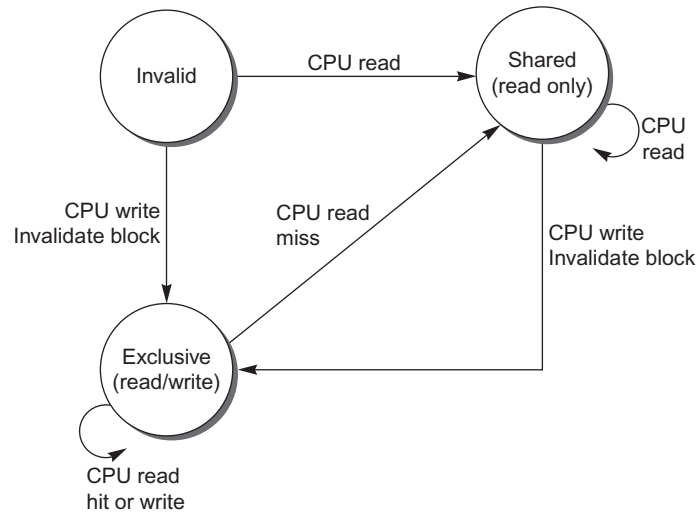 Invalid
CPU read
Shared
(read only)
CPU
read
CPU write
Invalidate block
CPU read
miss
CPU write
Invalidate block
Exclusive
(read/write)
CPU read
hit or write